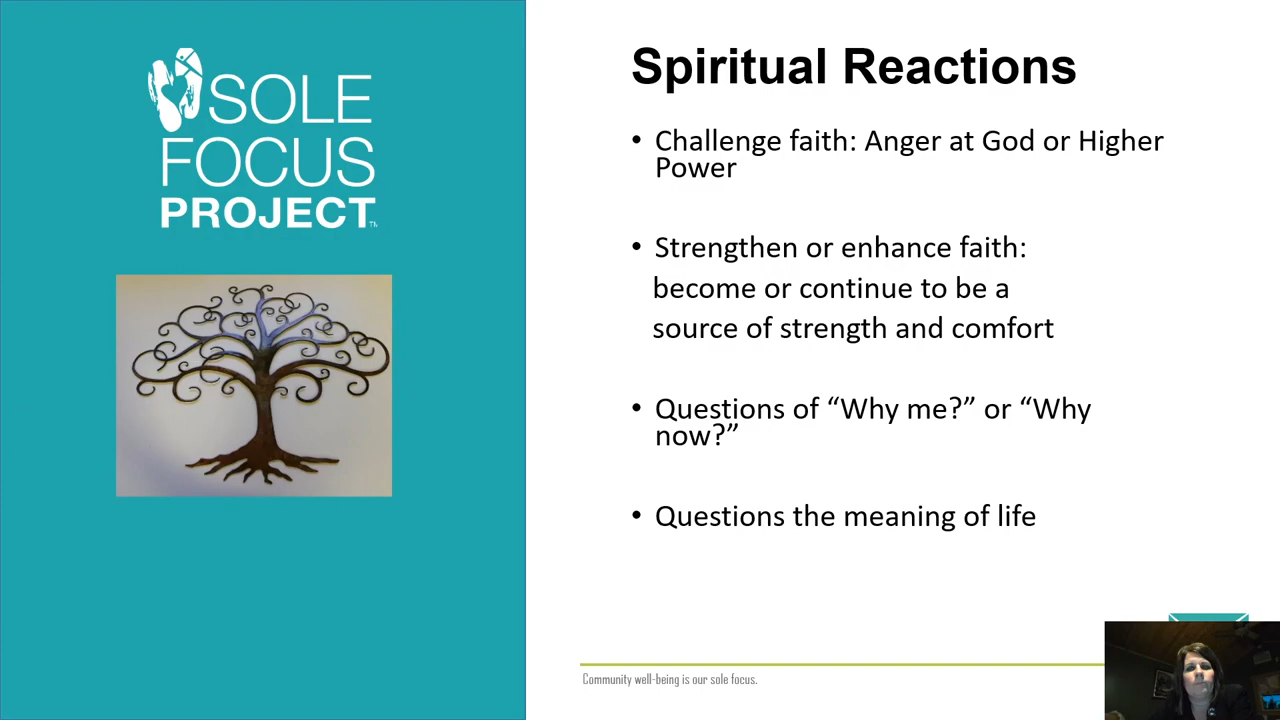 SOLE
FOCUS
PROJECT™
Spiritual Reactions
• Challenge faith: Anger at God or Higher
Power
• Strengthen or enhance faith:
become or continue to be a
source of strength and comfort
• Questions of “Why me?” or “Why
now?”
• Questions the meaning of life
Community well-being is our sole focus.